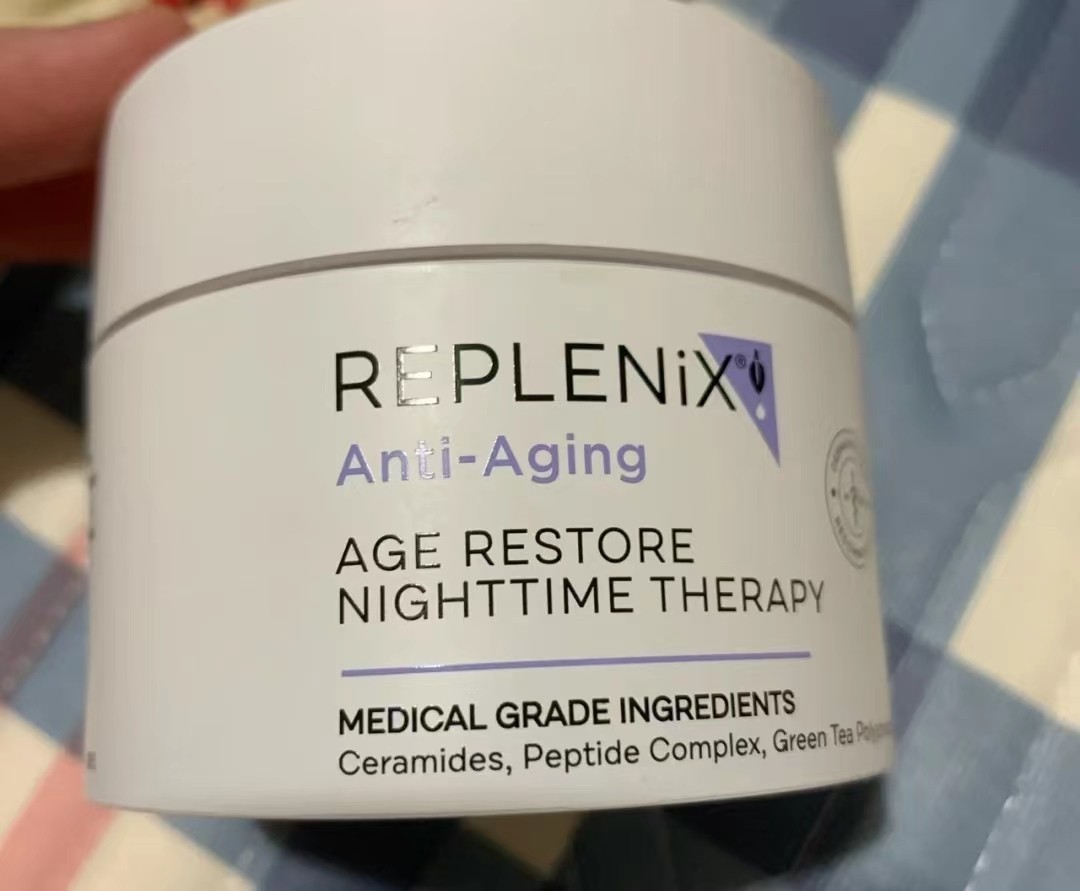 REPLENiX®
Anti-Aging
AGE RESTORE
NIGHTTIME THERAPY
MEDICAL GRADE INGREDIENTS
Ceramides, Peptide Complex, Green Tea